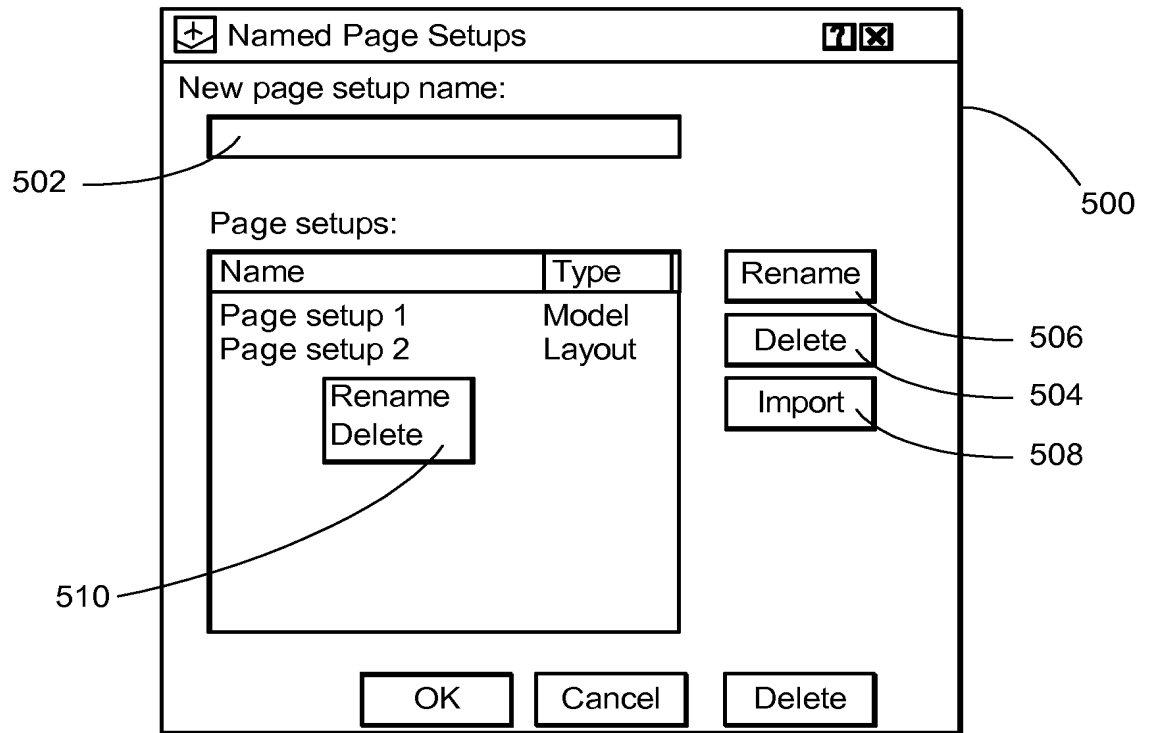 Named Page Setups ? X
New page setup name:
502
500
Page setups:
Name Type
Rename
Page setup 1 Model
506
Page setup 2 Layout
Delete
504
Rename
Delete
Import
508
510
OK Cancel Delete